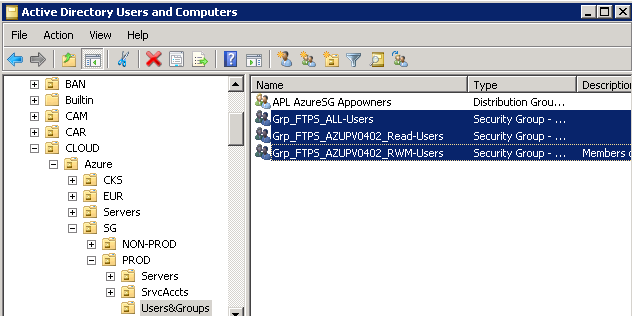 Active Directory Users and Computers
File Action View Help
BAN
Builtin
CAM
CAR
CLOUD
Azure
CKS
EUR
Servers
SG
NON-PROD
PROD
Servers
SrvcAccts
Users&Groups
Name Type Description
APL AzureSG Appowners Distribution Grou...
Grp_FTPS_ALL-Users Security Group - ...
Grp_FTPS_AZUPV0402_Read-Users Security Group - ...
Grp_FTPS_AZUPV0402_RWM-Users Security Group - ... Members